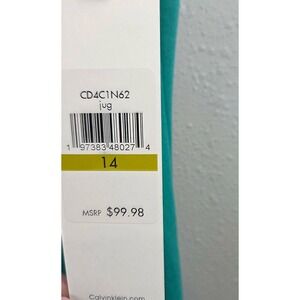 CD4C1N62
jug
1 97383 48027 4
14
MSRP $99.98
Calvinklein.com